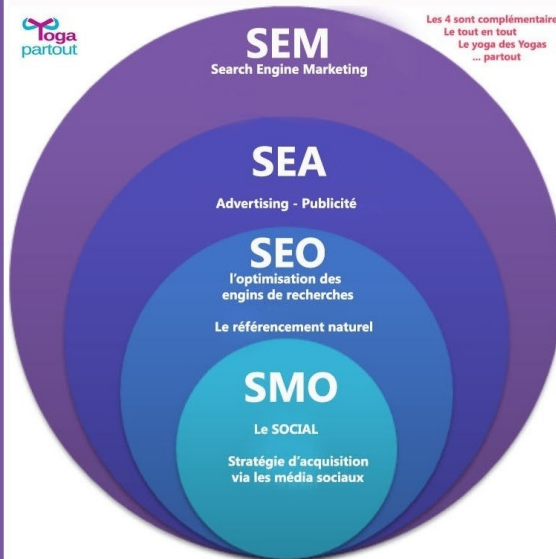 Yoga
partout
Les 4 sont complémentaire
Le tout en tout
Le yoga des Yogas
... partout
SEM
Search Engine Marketing
SEA
Advertising - Publicité
SEO
l'optimisation des
engins de recherches
Le référencement naturel
SMO
Le SOCIAL
Stratégie d'acquisition
via les média sociaux